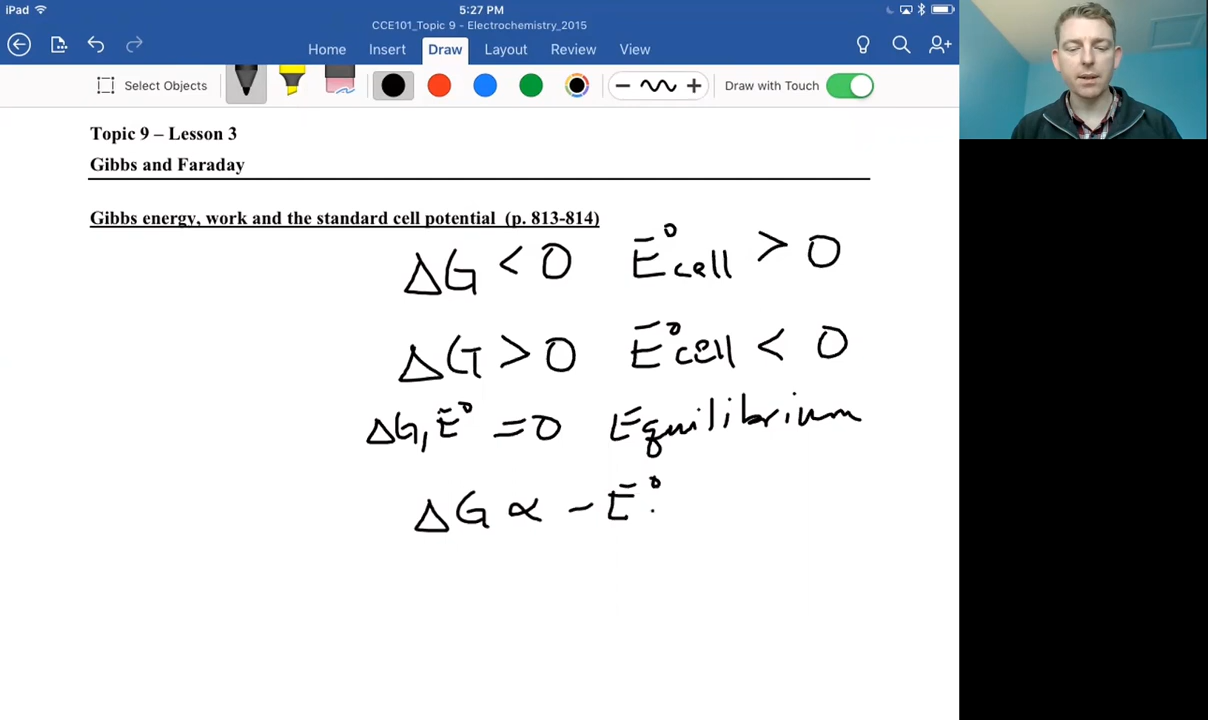 iPad 5:27 PM
CCE101_Topic 9 - Electrochemistry_2015
Home Insert Draw Layout Review View
Select Objects Draw with Touch
Topic 9 – Lesson 3
Gibbs and Faraday
Gibbs energy, work and the standard cell potential (p. 813-814)
ΔG < 0 E°cell > 0
ΔG > 0 E°cell < 0
ΔG, E° = 0 Equilibrium
ΔG ∝ - E°